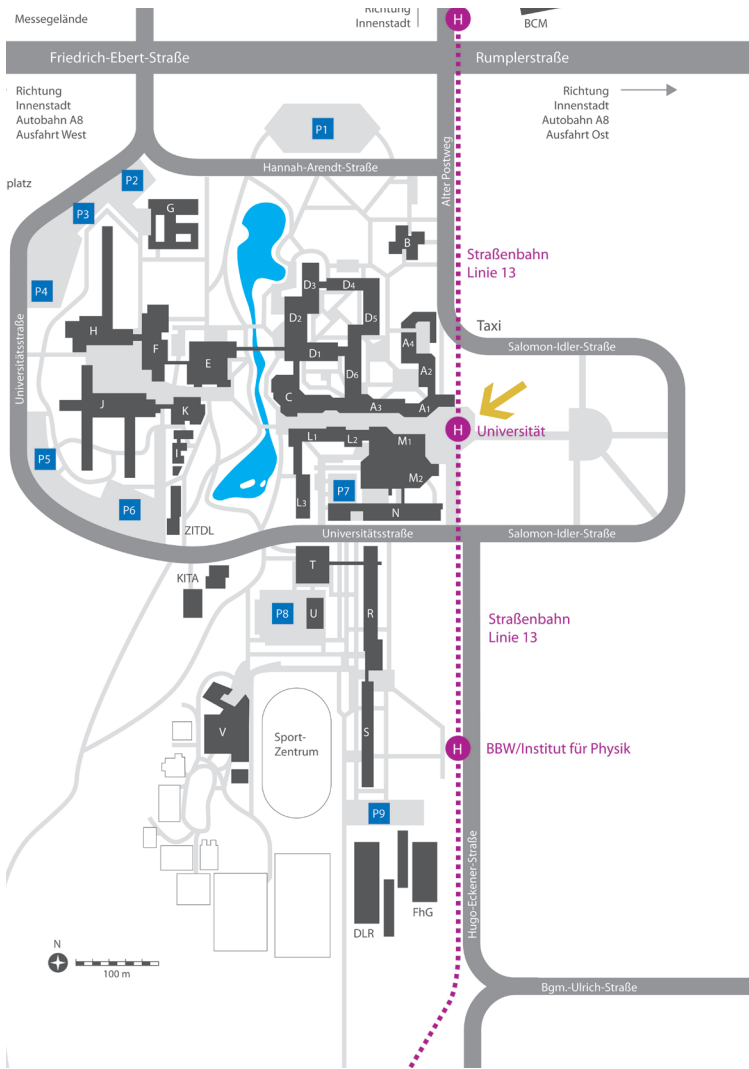 Messegelände
Richtung
Innenstadt
H
BCM
Friedrich-Ebert-Straße
Rumplerstraße
Richtung
Innenstadt
Autobahn A8
Ausfahrt West
Richtung
Innenstadt
Autobahn A8
Ausfahrt Ost
P1
Hannah-Arendt-Straße
Alter Postweg
platz
P2
P3
G
B
P4
Straßenbahn
Linie 13
D3
D4
D2
D5
H
F
E
D1
D6
A4
A2
Taxi
Salomon-Idler-Straße
Universitätsstraße
J
K
I
C
A3
A1
H
Universität
L1
L2
M1
M2
P5
P6
P7
L3
N
ZITDL
Universitätsstraße
Salomon-Idler-Straße
KITA
T
P8
U
R
Straßenbahn
Linie 13
V
Sport-
Zentrum
S
H
BBW/Institut für Physik
P9
Hugo-Eckener-Straße
DLR
FhG
N
100 m
Bgm.-Ulrich-Straße